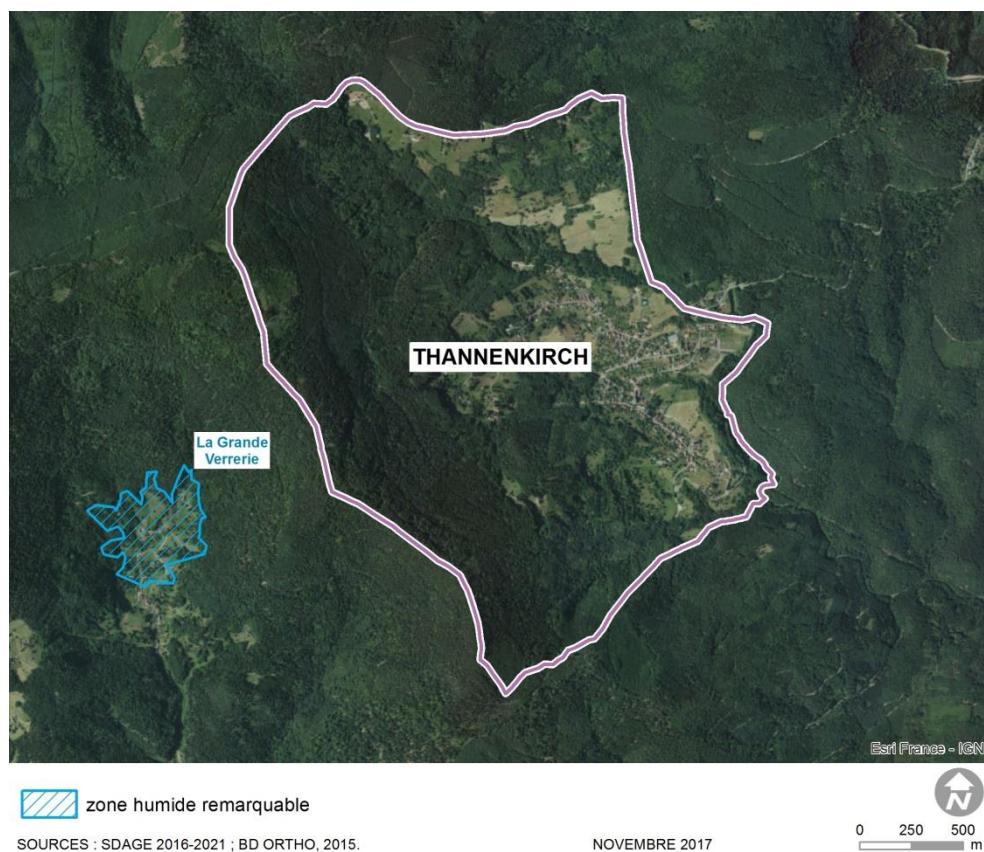 THANNENKIRCH
La Grande
Verrerie
Esri France - IGN
zone humide remarquable
N
0 250 500
m
SOURCES : SDAGE 2016-2021 ; BD ORTHO, 2015.
NOVEMBRE 2017